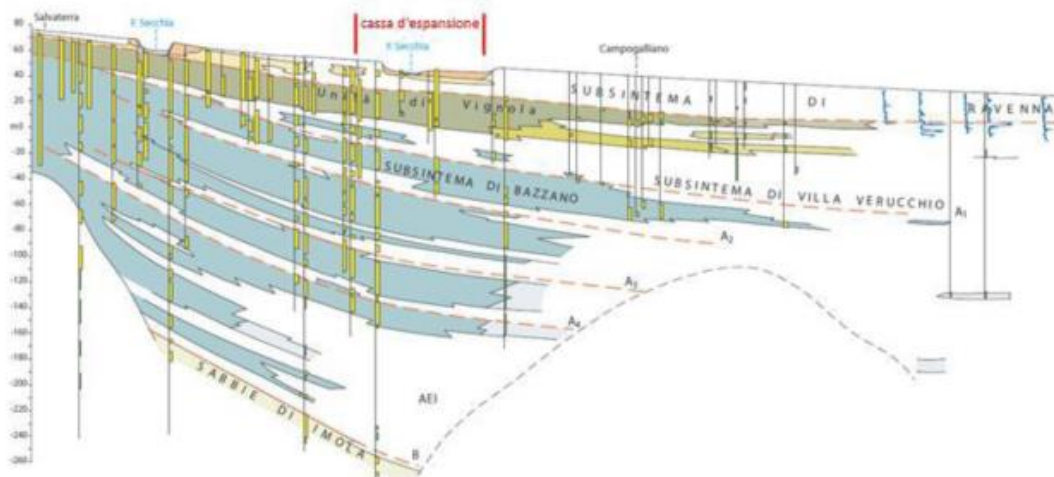 Salvaterra
F. Secchia
cassa d'espansione
F. Secchia
Campogalliano
80
60
40
20
m0
-20
-40
-60
-80
-100
-120
-140
-160
-180
-200
-220
-240
-260
Unità di Vignola
SUBSINTEMA DI RAVENNA
SUBSINTEMA DI BAZZANO
SUBSINTEMA DI VILLA VERUCCHIO
A1
A2
A3
A4
AEI
SABBIE DI IMOLA
B